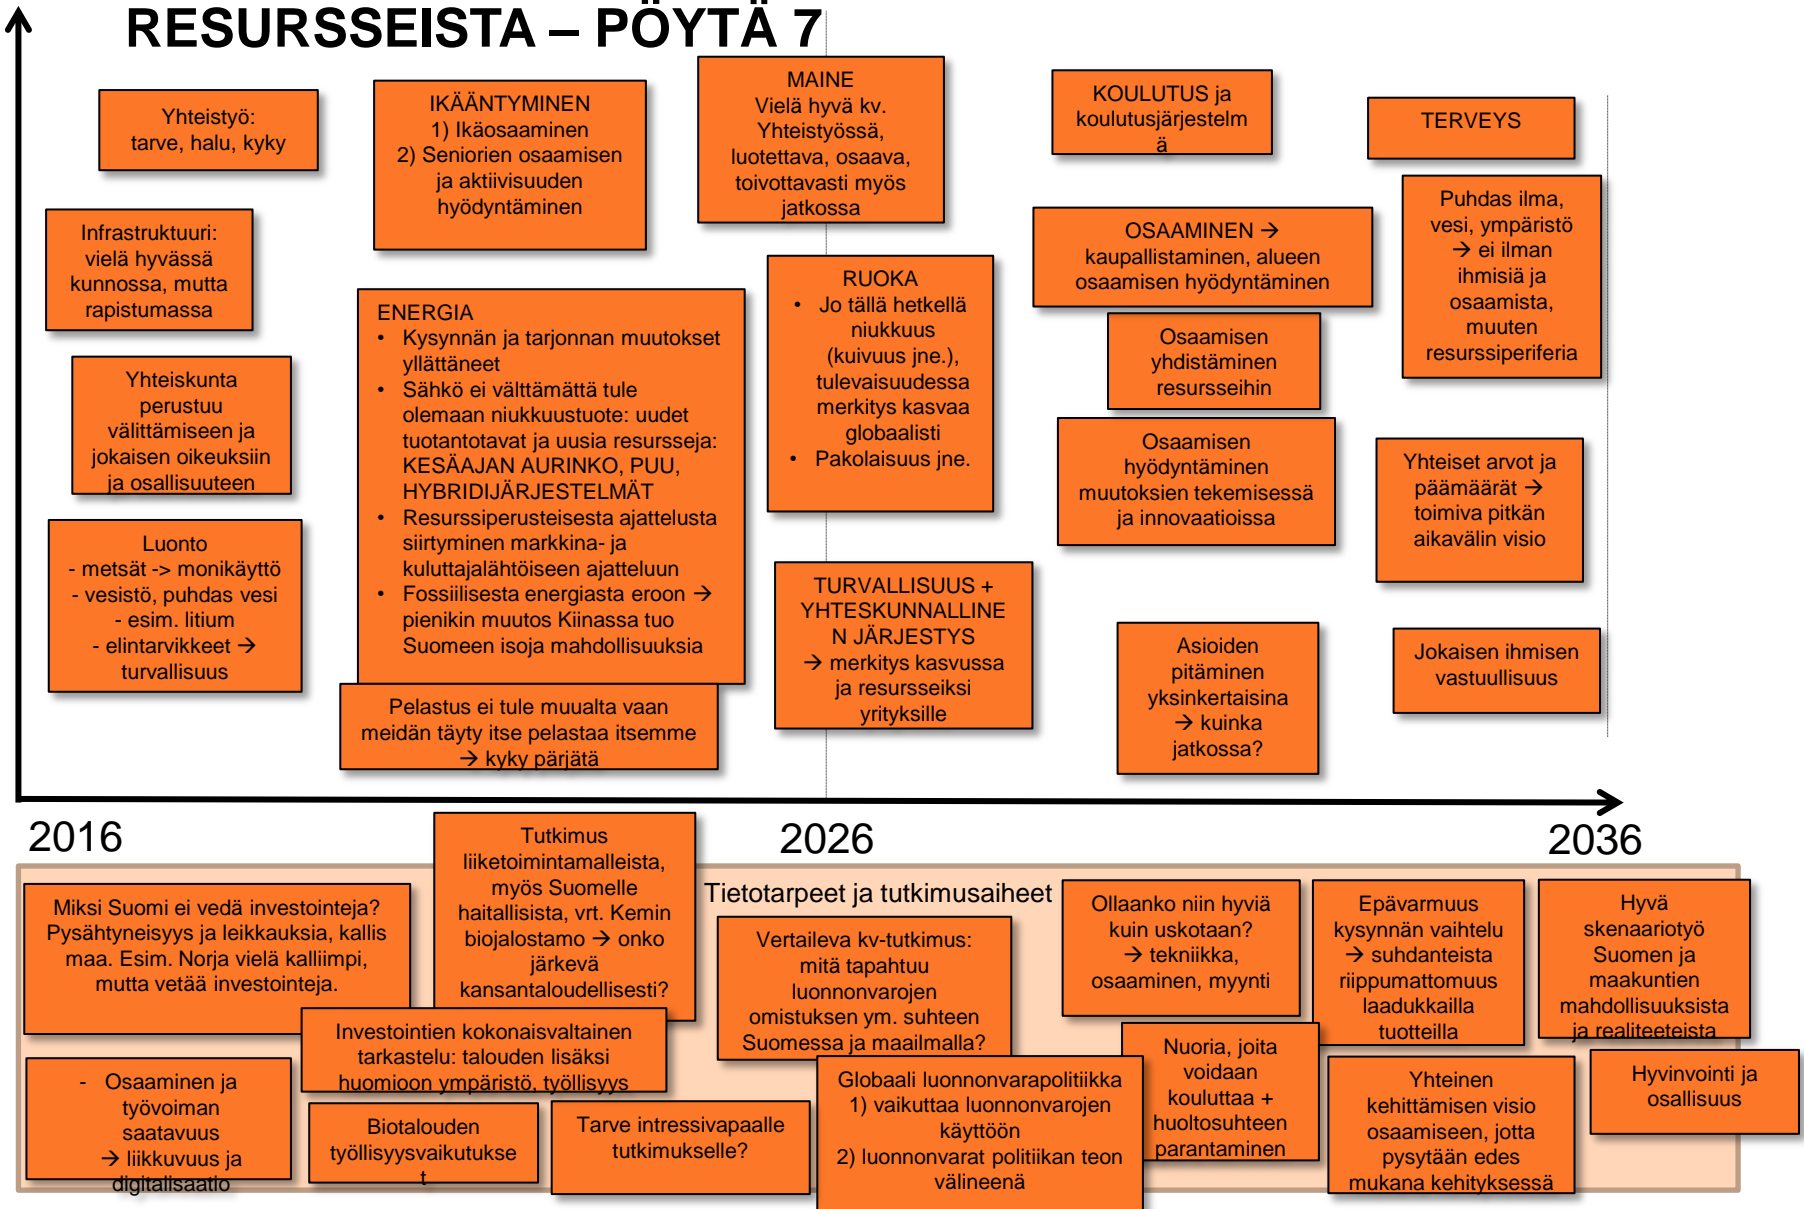 RESURSSEISTA – PÖYTÄ 7
Yhteistyö:
tarve, halu, kyky
Infrastruktuuri:
vielä hyvässä
kunnossa, mutta
rapistumassa
Yhteiskunta
perustuu
välittämiseen ja
jokaisen oikeuksiin
ja osallisuuteen
Luonto
- metsät -> monikäyttö
- vesistö, puhdas vesi
- esim. litium
- elintarvikkeet →
turvallisuus
IKÄÄNTYMINEN
1) Ikäosaaminen
2) Seniorien osaamisen
ja aktiivisuuden
hyödyntäminen
ENERGIA
• Kysynnän ja tarjonnan muutokset
yllättäneet
• Sähkö ei välttämättä tule
olemaan niukkuustuote: uudet
tuotantotavat ja uusia resursseja:
KESÄAJAN AURINKO, PUU,
HYBRIDIJÄRJESTELMÄT
• Resurssiperusteisesta ajattelusta
siirtyminen markkina- ja
kuluttajalähtöiseen ajatteluun
• Fossiilisesta energiasta eroon →
pienikin muutos Kiinassa tuo
Suomeen isoja mahdollisuuksia
Pelastus ei tule muualta vaan
meidän täyty itse pelastaa itsemme
→ kyky pärjätä
MAINE
Vielä hyvä kv.
Yhteistyössä,
luotettava, osaava,
toivottavasti myös
jatkossa
RUOKA
• Jo tällä hetkellä
niukkuus
(kuivuus jne.),
tulevaisuudessa
merkitys kasvaa
globaalisti
• Pakolaisuus jne.
TURVALLISUUS +
YHTESKUNNALLINE
N JÄRJESTYS
→ merkitys kasvussa
ja resursseiksi
yrityksille
KOULUTUS ja
koulutusjärjestelm
ä
OSAAMINEN →
kaupallistaminen, alueen
osaamisen hyödyntäminen
Osaamisen
yhdistäminen
resursseihin
Osaamisen
hyödyntäminen
muutoksien tekemisessä
ja innovaatioissa
Asioiden
pitäminen
yksinkertaisina
→ kuinka
jatkossa?
TERVEYS
Puhdas ilma,
vesi, ympäristö
→ ei ilman
ihmisiä ja
osaamista,
muuten
resurssiperiferia
Yhteiset arvot ja
päämäärät →
toimiva pitkän
aikavälin visio
Jokaisen ihmisen
vastuullisuus
2016
2026
2036
Tietotarpeet ja tutkimusaiheet
Miksi Suomi ei vedä investointeja?
Pysähtyneisyys ja leikkauksia, kallis
maa. Esim. Norja vielä kalliimpi,
mutta vetää investointeja.
- Osaaminen ja
työvoiman
saatavuus
→ liikkuvuus ja
digitalisaatio
Tutkimus
liiketoimintamalleista,
myös Suomelle
haitallisista, vrt. Kemin
biojalostamo → onko
järkevä
kansantaloudellisesti?
Investointien kokonaisvaltainen
tarkastelu: talouden lisäksi
huomioon ympäristö, työllisyys
Biotalouden
työllisyysvaikutukse
t
Tarve intressivapaalle
tutkimukselle?
Vertaileva kv-tutkimus:
mitä tapahtuu
luonnonvarojen
omistuksen ym. suhteen
Suomessa ja maailmalla?
Globaali luonnonvarapolitiikka
1) vaikuttaa luonnonvarojen
käyttöön
2) luonnonvarat politiikan teon
välineenä
Ollaanko niin hyviä
kuin uskotaan?
→ tekniikka,
osaaminen, myynti
Nuoria, joita
voidaan
kouluttaa +
huoltosuhteen
parantaminen
Epävarmuus
kysynnän vaihtelu
→ suhdanteista
riippumattomuus
laadukkailla
tuotteilla
Yhteinen
kehittämisen visio
osaamiseen, jotta
pysytään edes
mukana kehityksessä
Hyvä
skenaariotyö
Suomen ja
maakuntien
mahdollisuuksista
ja realiteeteista
Hyvinvointi ja
osallisuus